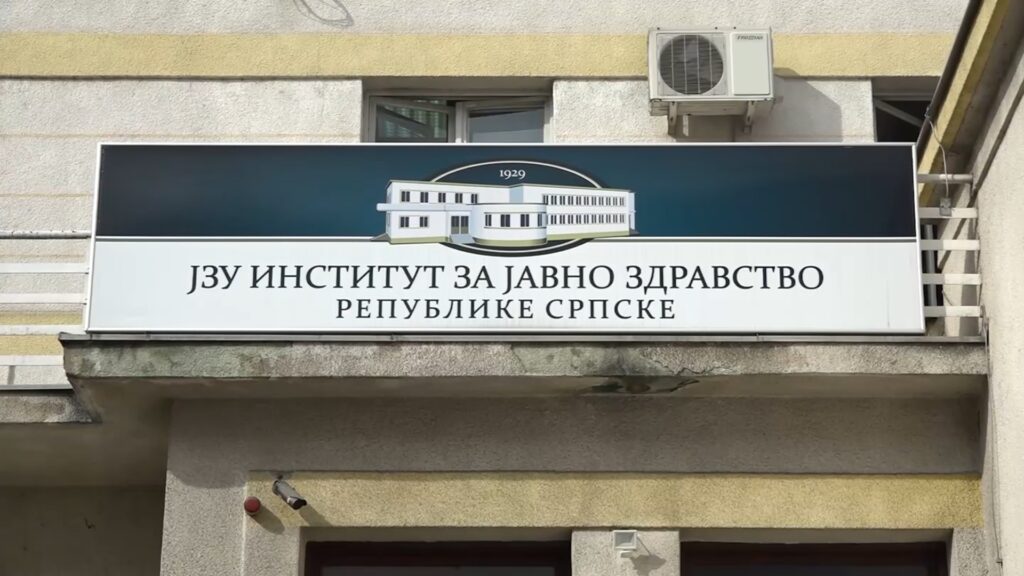 1929
ЈЗУ ИНСТИТУТ ЗА ЈАВНО ЗДРАВСТВО
РЕПУБЛИКЕ СРПСКЕ